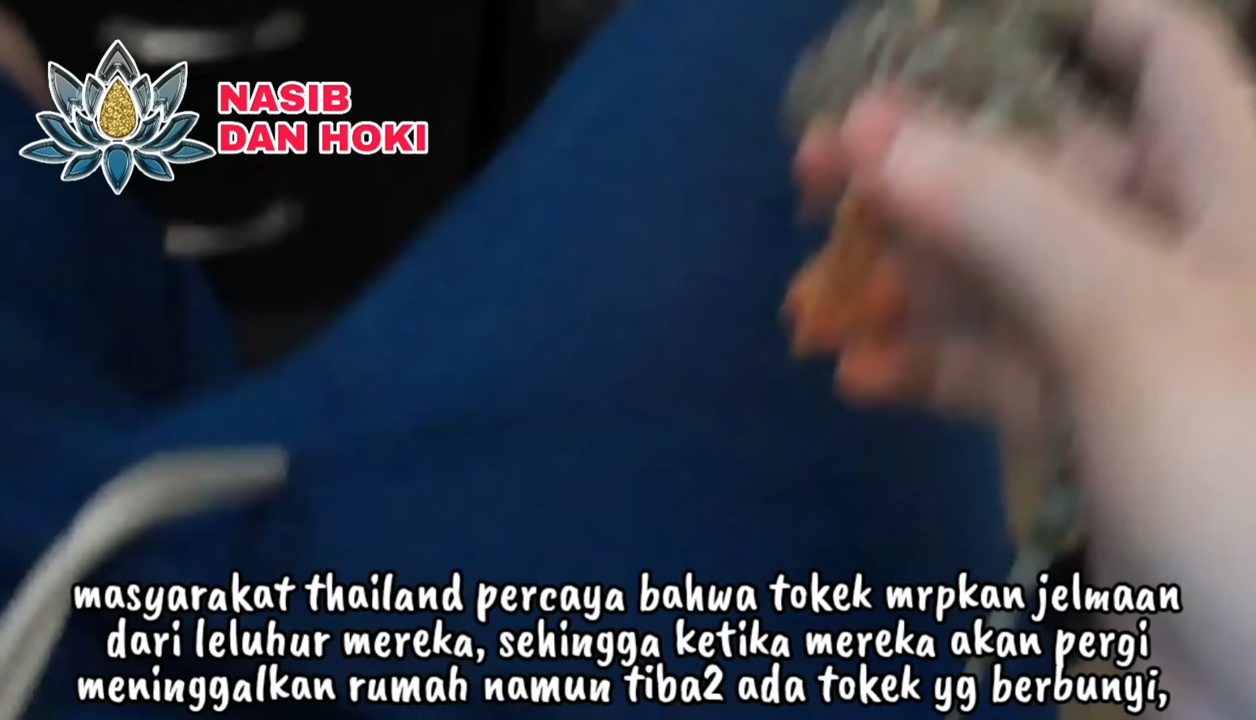 NASIB
DAN HOKI
masyarakat thailand percaya bahwa tokek mrpkan jelmaan
dari leluhur mereka, sehingga ketika mereka akan pergi
meninggalkan rumah namun tiba2 ada tokek yg berbunyi,